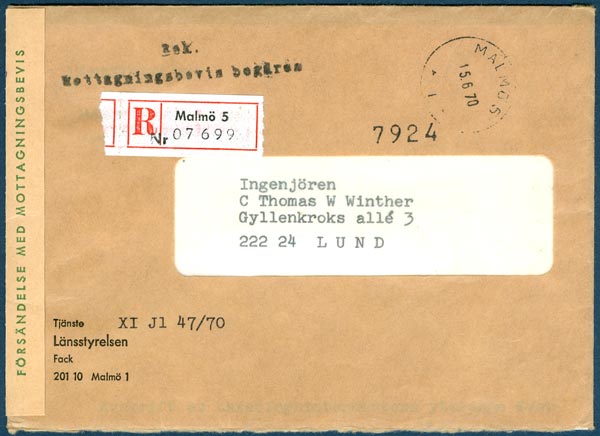 FÖRSÄNDELSE MED MOTTAGNINGSBEVIS
Rek.
Mottagningsbevis begäres
MALMÖ 5
15.6.70
R
Malmö 5
Nr 07699
7924
Ingenjören
C Thomas W Winther
Gyllenkroks allé 3
222 24 LUND
Tjänste XI J1 47/70
Länsstyrelsen
Fack
201 10 Malmö 1